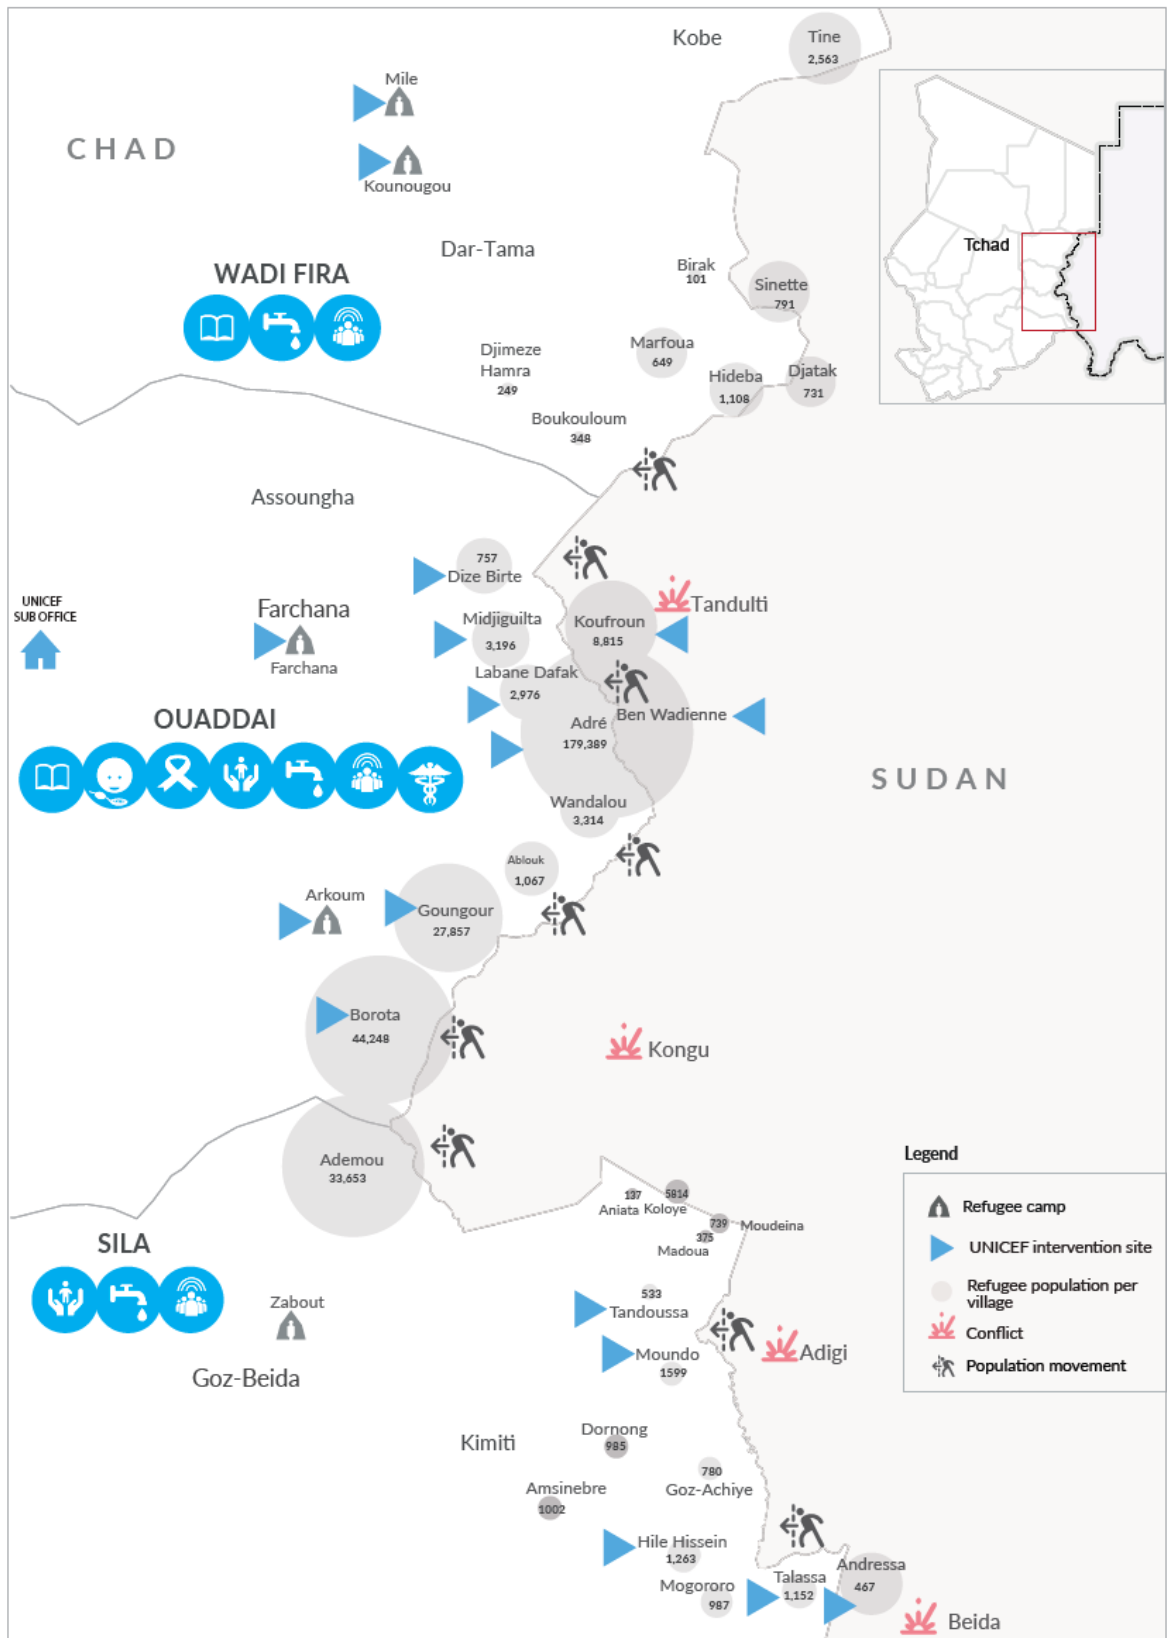 Kobe
Tine
2,563
Mile
CHAD
Kounougou
Dar-Tama
Tchad
WADI FIRA
Birak
101
Sinette
791
Marfoua
649
Djimeze
Hamra
249
Hideba
1,108
Djatak
731
Boukouloum
348
Assoungha
757
Dize Birte
UNICEF
SUB OFFICE
Farchana
Farchana
Midjiguilta
3,196
Koufroun
8,815
Tandulti
Labane Dafak
2,976
OUADDAI
Adré
179,389
Ben Wadienne
SUDAN
Wandalou
3,314
Ablouk
1,067
Arkoum
Goungour
27,857
Borota
44,248
Kongu
Ademou
33,653
Legend
Refugee camp
UNICEF intervention site
Refugee population per
village
Conflict
Population movement
137
Aniata
5814
Koloye
739
Moudeina
375
Madoua
SILA
Zabout
Goz-Beida
533
Tandoussa
Moundo
1599
Adigi
Kimiti
Dornong
985
780
Goz-Achiye
Amsinebre
1002
Hile Hissein
1,263
Mogororo
987
Talassa
1,152
Andressa
467
Beida